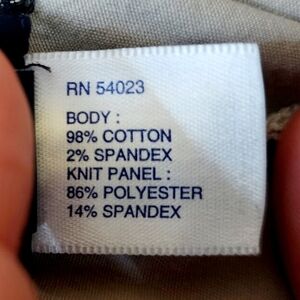 RN 54023
BODY :
98% COTTON
2% SPANDEX
KNIT PANEL :
86% POLYESTER
14% SPANDEX